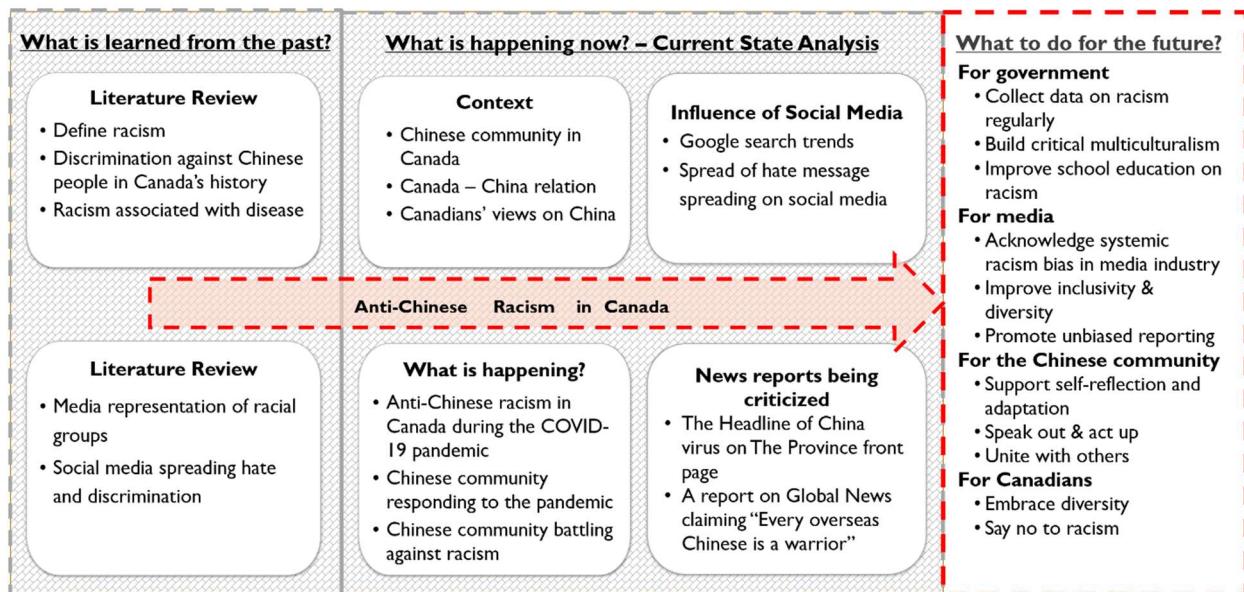 What is learned from the past?
Literature Review
• Define racism
• Discrimination against Chinese
people in Canada's history
• Racism associated with disease
Literature Review
• Media representation of racial
groups
• Social media spreading hate
and discrimination
What is happening now? – Current State Analysis
Context
• Chinese community in
Canada
• Canada – China relation
• Canadians' views on China
Influence of Social Media
• Google search trends
• Spread of hate message
spreading on social media
Anti-Chinese Racism in Canada
What is happening?
• Anti-Chinese racism in
Canada during the COVID-
19 pandemic
• Chinese community
responding to the pandemic
• Chinese community battling
against racism
News reports being
criticized
• The Headline of China
virus on The Province front
page
• A report on Global News
claiming "Every overseas
Chinese is a warrior"
What to do for the future?
For government
• Collect data on racism
regularly
• Build critical multiculturalism
• Improve school education on
racism
For media
• Acknowledge systemic
racism bias in media industry
• Improve inclusivity &
diversity
• Promote unbiased reporting
For the Chinese community
• Support self-reflection and
adaptation
• Speak out & act up
• Unite with others
For Canadians
• Embrace diversity
• Say no to racism